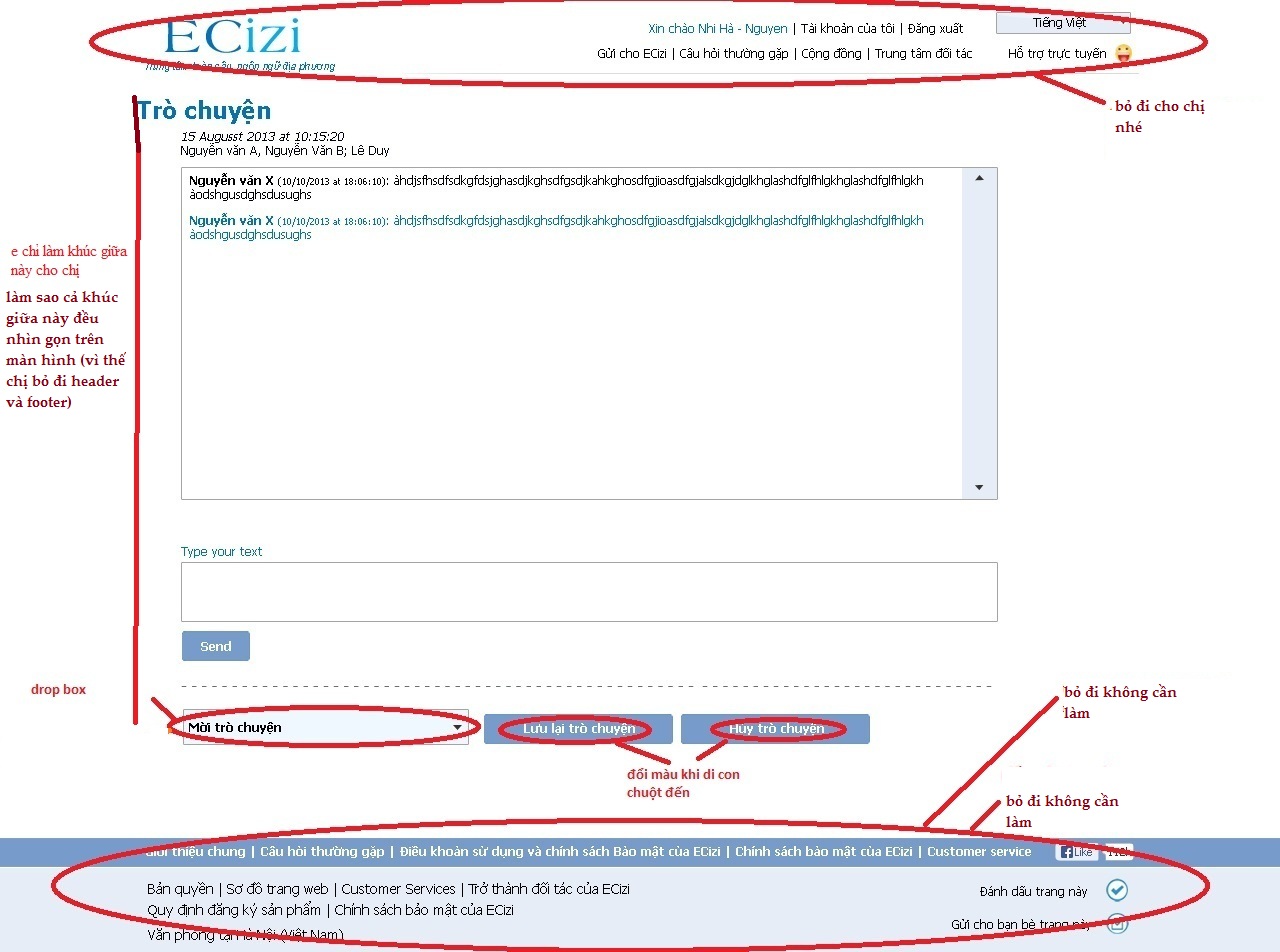 ECizi
Trung tâm toàn cầu, ngôn ngữ địa phương
Xin chào Nhi Hà - Nguyen | Tài khoản của tôi | Đăng xuất
Tiếng Việt
Gửi cho ECizi | Câu hỏi thường gặp | Cộng đồng | Trung tâm đối tác
Hỗ trợ trực tuyến
bỏ đi cho chị
nhé
Trò chuyện
15 Augusst 2013 at 10:15:20
Nguyễn văn A, Nguyễn Văn B; Lê Duy
Nguyễn văn X (10/10/2013 at 18:06:10): àhdjsfhsdfsdkgfdsjghasdjkghsdfgsdjkahkghosdfgjioasdfgjalsdkgjdglkhglashdfglfhlgkhglashdfglfhlgkh
àodshgusdghsdusughs
Nguyễn văn X (10/10/2013 at 18:06:10): àhdjsfhsdfsdkgfdsjghasdjkghsdfgsdjkahkghosdfgjioasdfgjalsdkgjdglkhglashdfglfhlgkhglashdfglfhlgkh
àodshgusdghsdusughs
e chỉ làm khúc giữa
này cho chị
làm sao cả khúc
giữa này đều
nhìn gọn trên
màn hình (vì thế
chị bỏ đi header
và footer)
Type your text
Send
drop box
Mời trò chuyện
Lưu lại trò chuyện
Hủy trò chuyện
đổi màu khi di con
chuột đến
bỏ đi không cần
làm
bỏ đi không cần
làm
Giới thiệu chung | Câu hỏi thường gặp | Điều khoản sử dụng và chính sách Bảo mật của ECizi | Chính sách bảo mật của ECizi | Customer service
Like
Bản quyền | Sơ đồ trang web | Customer Services | Trở thành đối tác của ECizi
Đánh dấu trang này
Quy định đăng ký sản phẩm | Chính sách bảo mật của ECizi
Gửi cho bạn bè trang này
Văn phòng tại Hà Nội (Việt Nam)